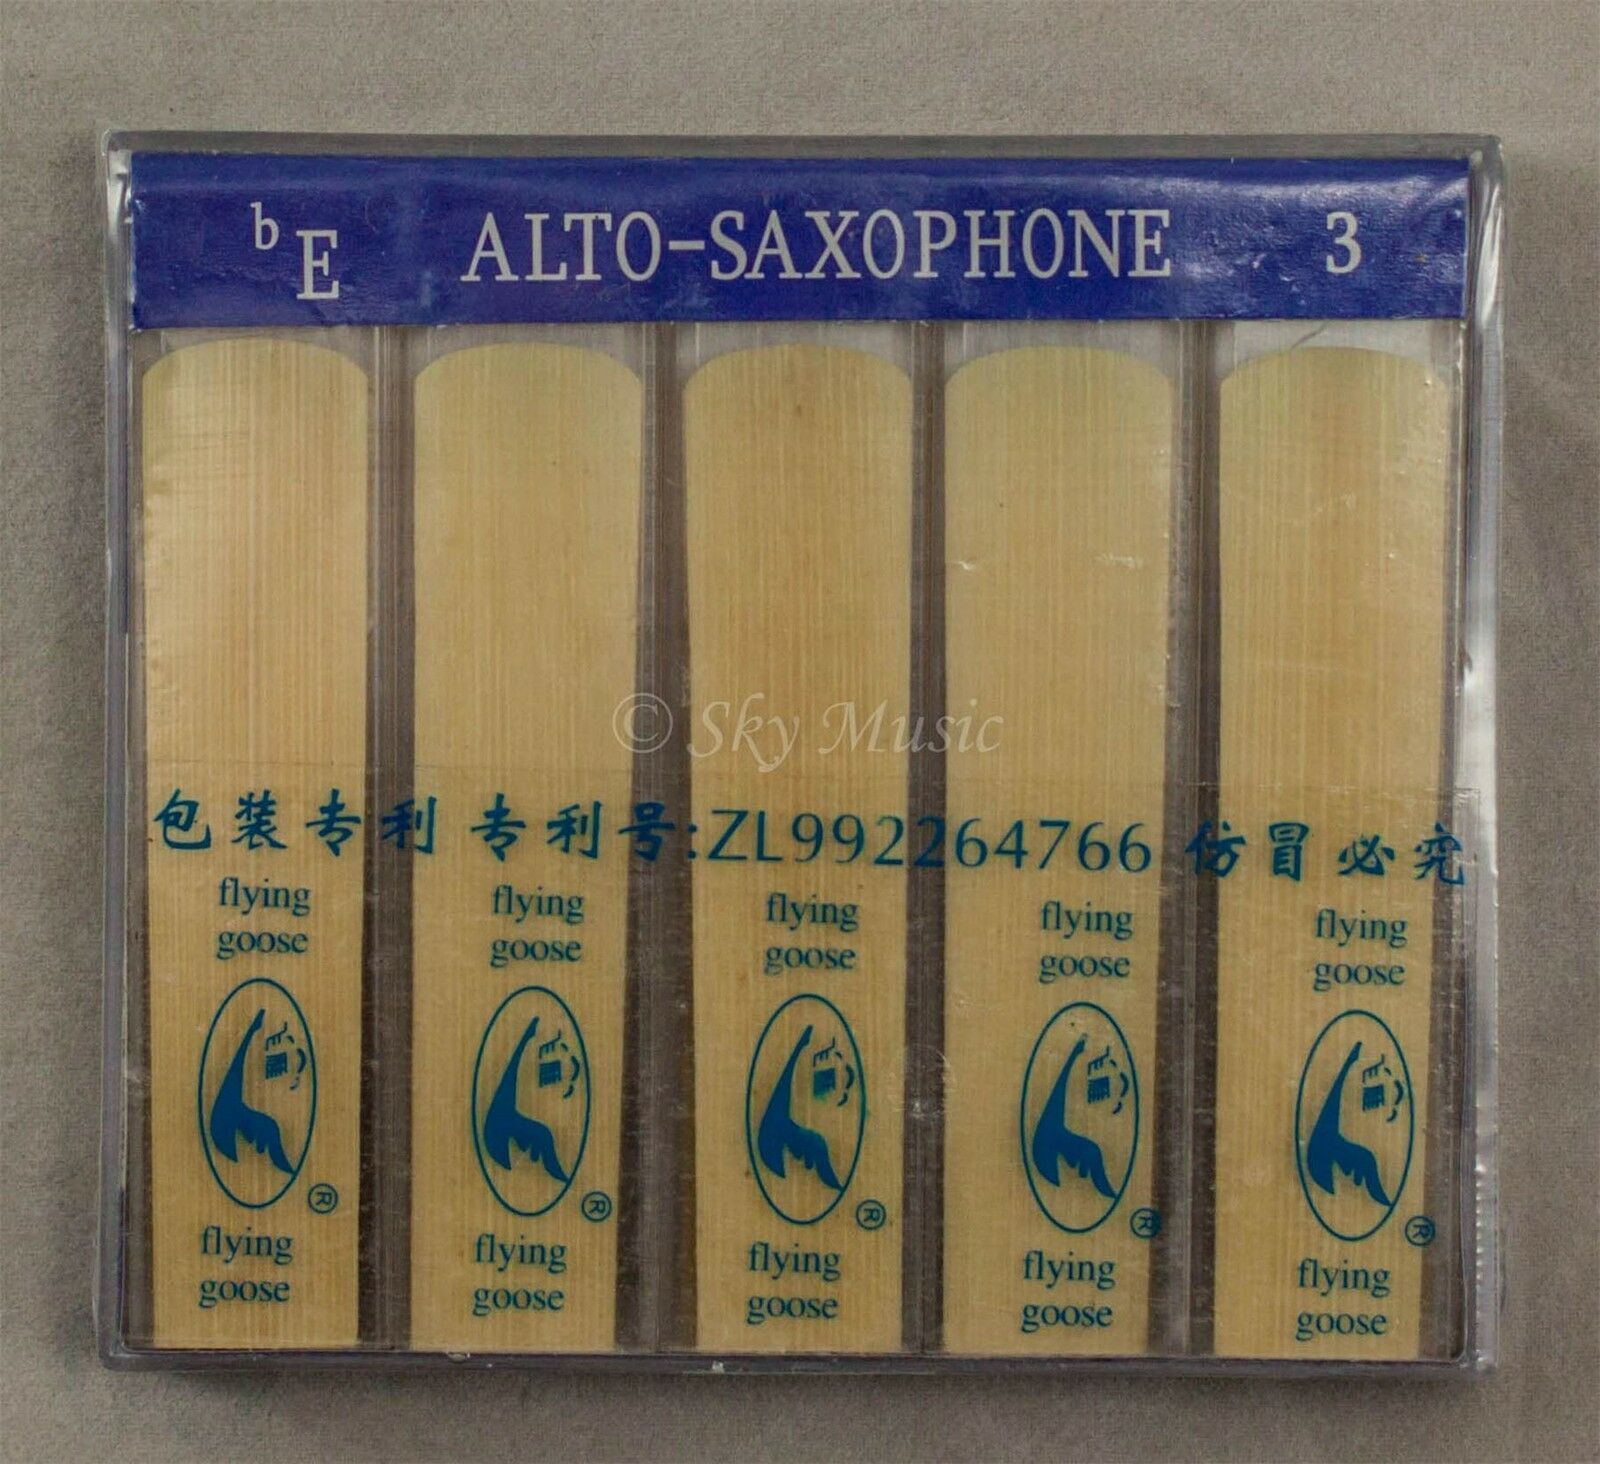 bE ALTO-SAXOPHONE 3
© Sky Music
包装专利 专利号:ZL992264766 仿冒必究
flying flying flying flying flying
goose goose goose goose goose
® ® ® ® ®
flying flying flying flying flying
goose goose goose goose goose